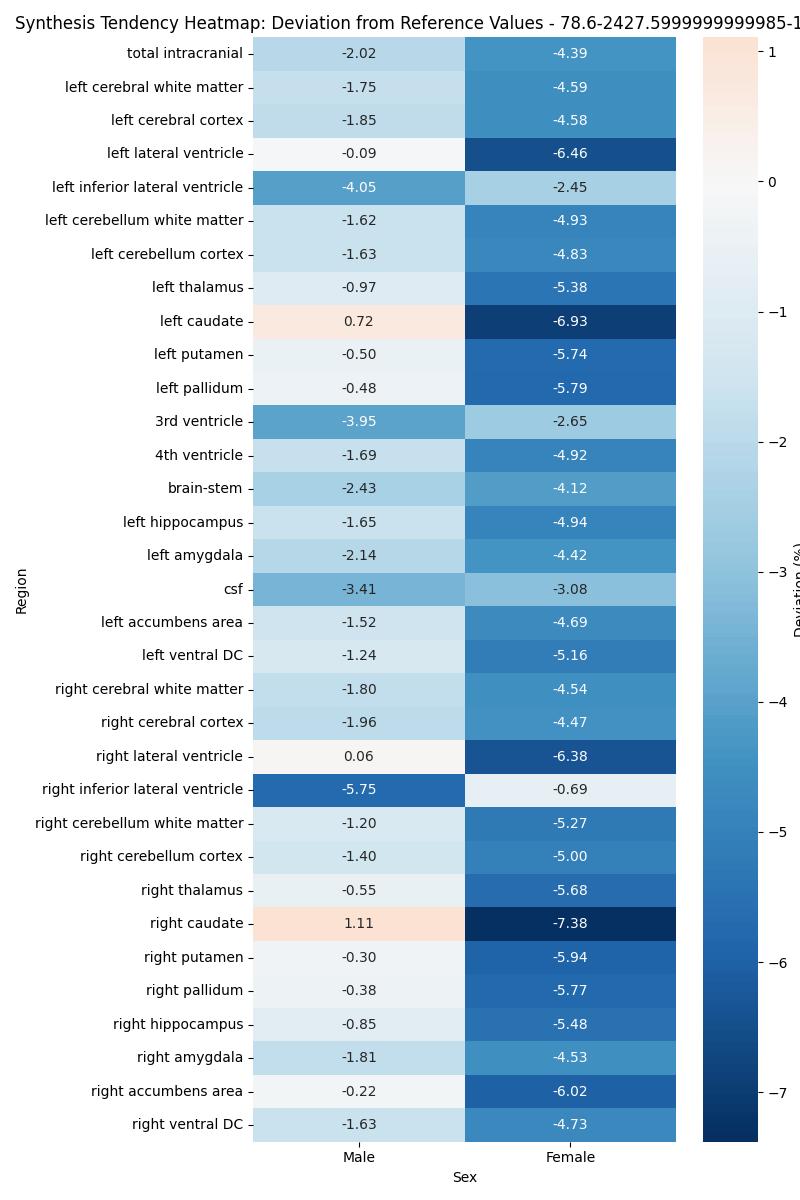 Synthesis Tendency Heatmap: Deviation from Reference Values - 78.6-2427.5999999999985-1
total intracranial -2.02 -4.39
left cerebral white matter -1.75 -4.59
left cerebral cortex -1.85 -4.58
left lateral ventricle -0.09 -6.46
left inferior lateral ventricle -4.05 -2.45
left cerebellum white matter -1.62 -4.93
left cerebellum cortex -1.63 -4.83
left thalamus -0.97 -5.38
left caudate 0.72 -6.93
left putamen -0.50 -5.74
left pallidum -0.48 -5.79
3rd ventricle -3.95 -2.65
4th ventricle -1.69 -4.92
brain-stem -2.43 -4.12
left hippocampus -1.65 -4.94
left amygdala -2.14 -4.42
csf -3.41 -3.08
left accumbens area -1.52 -4.69
left ventral DC -1.24 -5.16
right cerebral white matter -1.80 -4.54
right cerebral cortex -1.96 -4.47
right lateral ventricle 0.06 -6.38
right inferior lateral ventricle -5.75 -0.69
right cerebellum white matter -1.20 -5.27
right cerebellum cortex -1.40 -5.00
right thalamus -0.55 -5.68
right caudate 1.11 -7.38
right putamen -0.30 -5.94
right pallidum -0.38 -5.77
right hippocampus -0.85 -5.48
right amygdala -1.81 -4.53
right accumbens area -0.22 -6.02
right ventral DC -1.63 -4.73
Male Female
Sex
Region
1
0
−1
−2
−3
−4
−5
−6
−7
Deviation (%)